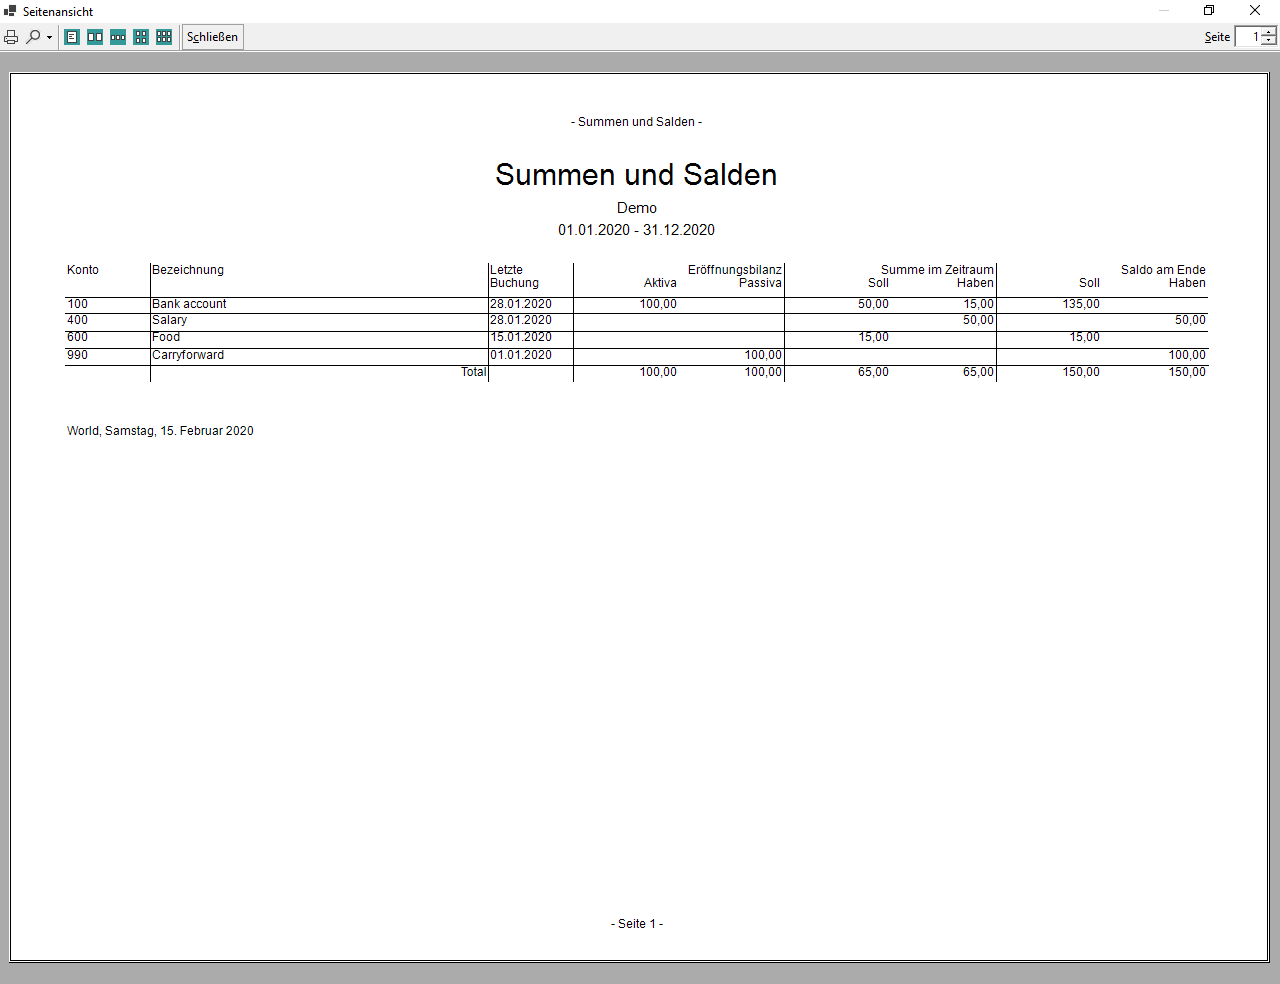 Seitenansicht
Schließen
Seite 1
- Summen und Salden -
Summen und Salden
Demo
01.01.2020 - 31.12.2020
Konto Bezeichnung Letzte Eröffnungsbilanz Summe im Zeitraum Saldo am Ende
Buchung Aktiva Passiva Soll Haben Soll Haben
100 Bank account 28.01.2020 100,00 50,00 15,00 135,00
400 Salary 28.01.2020 50,00 50,00
600 Food 15.01.2020 15,00 15,00
990 Carryforward 01.01.2020 100,00 100,00
Total 100,00 100,00 65,00 65,00 150,00 150,00
World, Samstag, 15. Februar 2020
- Seite 1 -